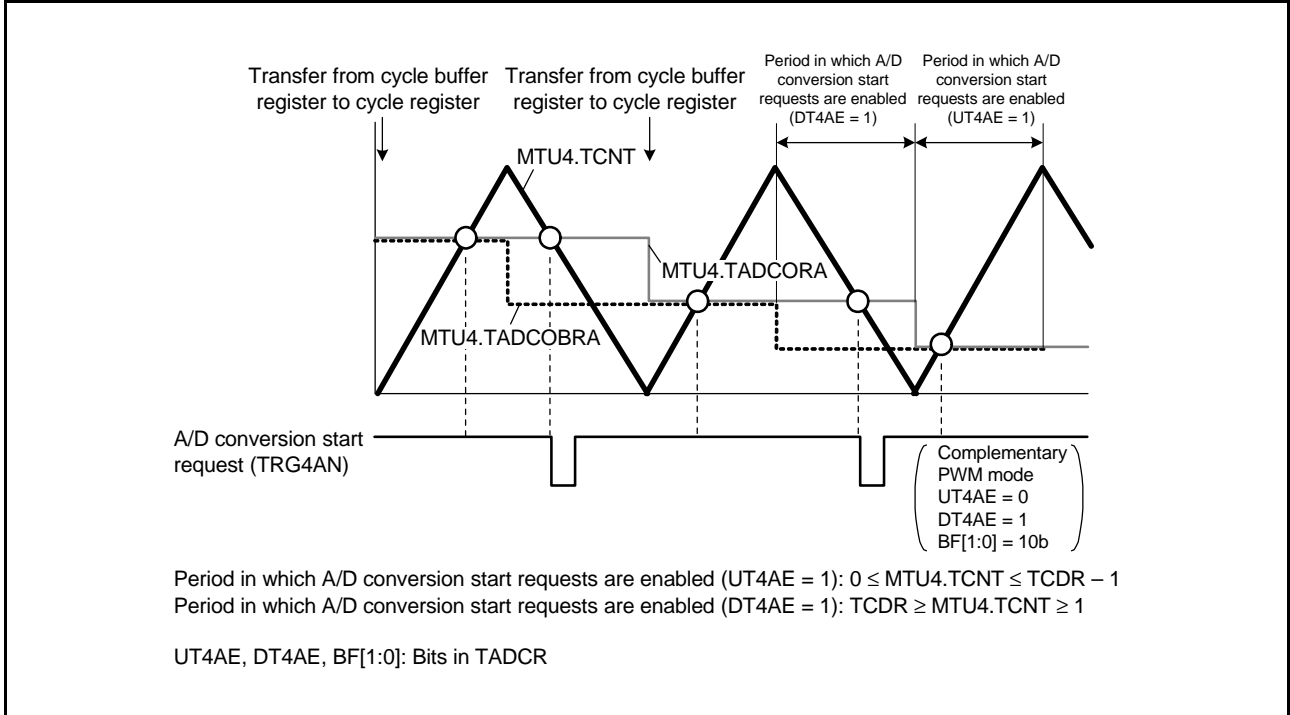 Transfer from cycle buffer
register to cycle register
Transfer from cycle buffer
register to cycle register
Period in which A/D
conversion start
requests are enabled
(DT4AE = 1)
Period in which A/D
conversion start
requests are enabled
(UT4AE = 1)
MTU4.TCNT
MTU4.TADCORA
MTU4.TADCOBRA
A/D conversion start
request (TRG4AN)
Complementary
PWM mode
UT4AE = 0
DT4AE = 1
BF[1:0] = 10b
Period in which A/D conversion start requests are enabled (UT4AE = 1): 0 ≤ MTU4.TCNT ≤ TCDR – 1
Period in which A/D conversion start requests are enabled (DT4AE = 1): TCDR ≥ MTU4.TCNT ≥ 1
UT4AE, DT4AE, BF[1:0]: Bits in TADCR